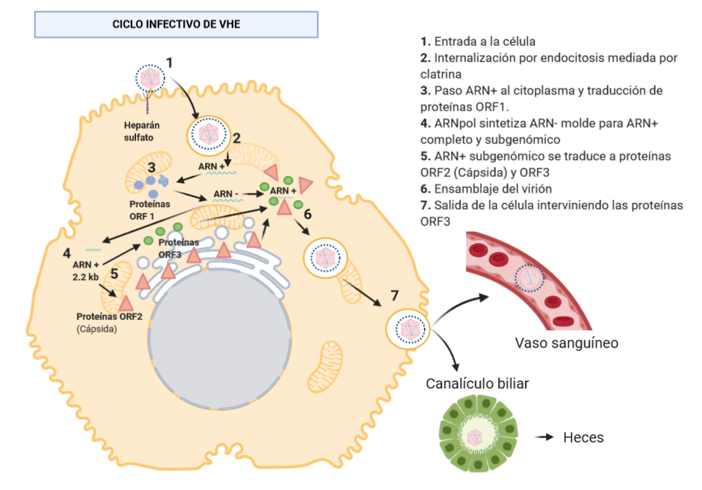 CICLO INFECTIVO DE VHE
1. Entrada a la célula
2. Internalización por endocitosis mediada por
clatrina
3. Paso ARN+ al citoplasma y traducción de
proteínas ORF1.
4. ARNpol sintetiza ARN- molde para ARN+
completo y subgenómico
5. ARN+ subgenómico se traduce a proteínas
ORF2 (Cápsida) y ORF3
6. Ensamblaje del virión
7. Salida de la célula interviniendo las proteínas
ORF3
1
Heparán
sulfato
2
3
ARN +
Proteínas
ORF 1
ARN -
ARN +
6
4
ARN +
2.2 kb
5
Proteínas
ORF3
Proteínas ORF2
(Cápsida)
7
Vaso sanguíneo
Canalículo biliar
Heces